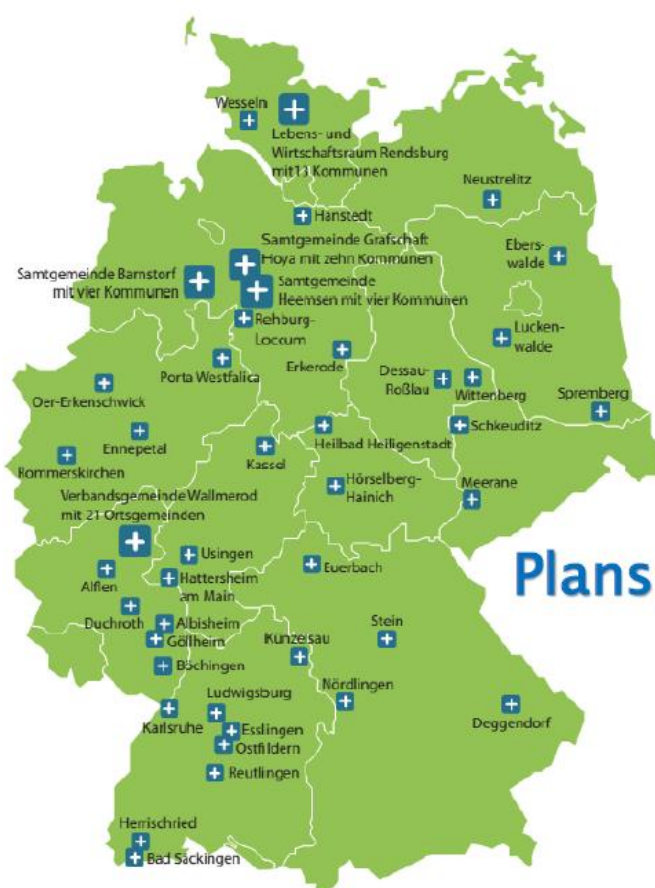 Wesseln
Lebens- und
Wirtschaftsraum Rendsburg
mit 13 Kommunen
Neustrelitz
Hanstedt
Samtgemeinde Grafschaft
Hoya mit zehn Kommunen
Ebers-
walde
Samtgemeinde Barnstorf
mit vier Kommunen
Samtgemeinde
Heemsen mit vier Kommunen
Rehburg-
Loccum
Lucken-
walde
Porta Westfalica
Erkerode
Dessau-
Roßlau
Wittenberg
Oer-Erkenschwick
Spremberg
Ennepetal
Heilbad Heiligenstadt
Schkeuditz
Rommerskirchen
Kassel
Hörselberg-
Hainich
Meerane
Verbandsgemeinde Wallmerod
mit 21 Ortsgemeinden
Usingen
Euerbach
Plans
Alflen
Hattersheim
am Main
Duchroth
Albisheim
Stein
Göllheim
Künzelsau
Böchingen
Nördlingen
Ludwigsburg
Karlsruhe
Deggendorf
Esslingen
Ostfildern
Reutlingen
Herrischried
Bad Säckingen